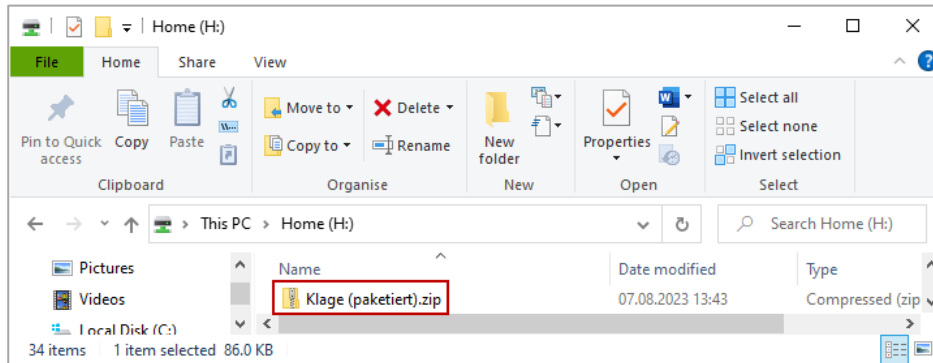 Home (H:)
File Home Share View
Pin to Quick access Copy Paste
Move to Delete
Copy to Rename
New folder
Properties
Select all
Select none
Invert selection
Clipboard Organise New Open Select
This PC > Home (H:) Search Home (H:)
Pictures
Videos
Local Disk (C:)
Name Date modified Type
Klage (paketiert).zip 07.08.2023 13:43 Compressed (zip
34 items 1 item selected 86.0 KB